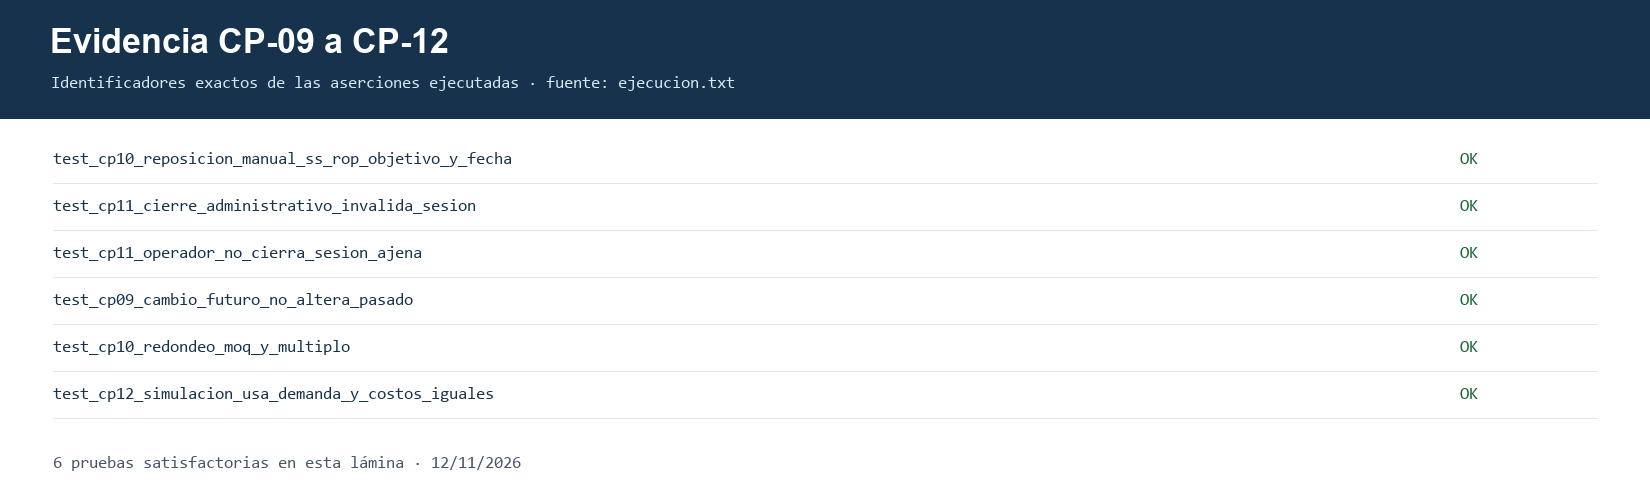 Evidencia CP-09 a CP-12
Identificadores exactos de las aserciones ejecutadas · fuente: ejecucion.txt
test_cp10_reposicion_manual_ss_rop_objetivo_y_fecha OK
test_cp11_cierre_administrativo_invalida_sesion OK
test_cp11_operador_no_cierra_sesion_ajena OK
test_cp09_cambio_futuro_no_altera_pasado OK
test_cp10_redondeo_moq_y_multiplo OK
test_cp12_simulacion_usa_demanda_y_costos_iguales OK
6 pruebas satisfactorias en esta lámina · 12/11/2026